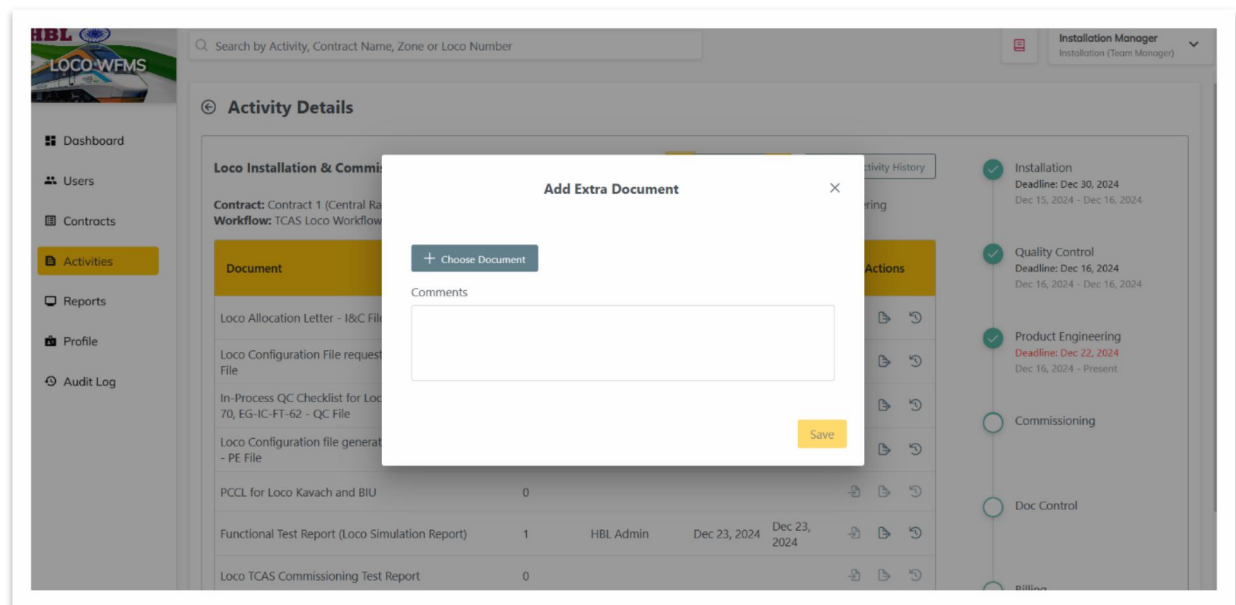 HBL
LOCO WFMS
Search by Activity, Contract Name, Zone or Loco Number
Installation Manager
Installation (Team Manager)
Dashboard
Users
Contracts
Activities
Reports
Profile
Audit Log
Activity Details
Loco Installation &
tivity History
Contract: Contract 1 (Central
ring
Workflow: TCAS Loco Workflow
Document
Actions
Loco Allocation Letter - I&C
Loco Configuration File request
File
In-Process QC Checklist for
70, EG-IC-FT-62 - QC File
Loco Configuration file
- PE File
PCCL for Loco Kavach and BIU 0
Functional Test Report (Loco Simulation Report) 1 HBL Admin Dec 23, 2024 Dec 23,
2024
Loco TCAS Commissioning Test Report 0
Add Extra Document
+ Choose Document
Comments
Save
Installation
Deadline: Dec 30, 2024
Dec 15, 2024 - Dec 16, 2024
Quality Control
Deadline: Dec 16, 2024
Dec 16, 2024 - Dec 16, 2024
Product Engineering
Deadline: Dec 22, 2024
Dec 16, 2024 - Present
Commissioning
Doc Control
Billing